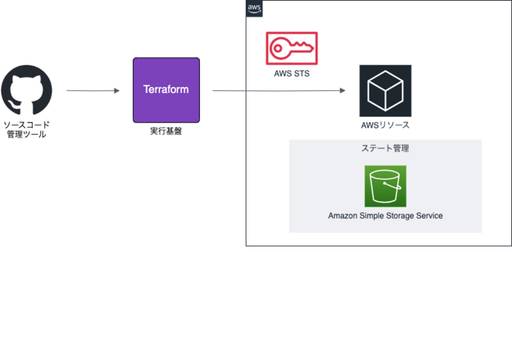 aws
AWS STS
Terraform
ソースコード
管理ツール
実行基盤
AWSリソース
ステート管理
Amazon Simple Storage Service